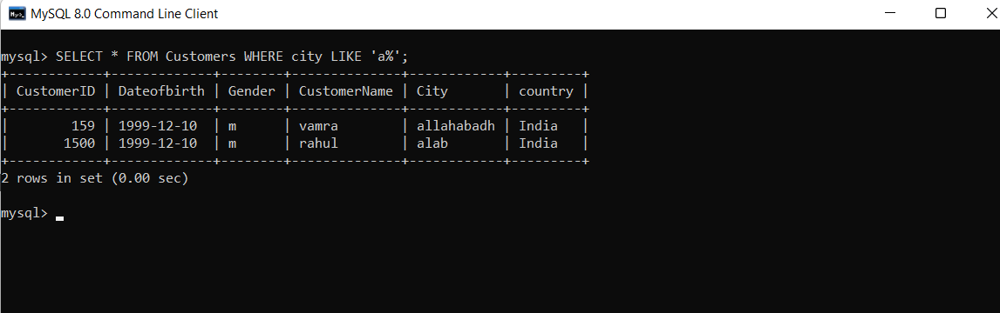 MySQL 8.0 Command Line Client
mysql> SELECT * FROM Customers WHERE city LIKE 'a%';
+------------+-------------+--------+--------------+------------+---------+
| CustomerID | Dateofbirth | Gender | CustomerName | City       | country |
+------------+-------------+--------+--------------+------------+---------+
|        159 | 1999-12-10  | m      | vamra        | allahabadh | India   |
|       1500 | 1999-12-10  | m      | rahul        | alab       | India   |
+------------+-------------+--------+--------------+------------+---------+
2 rows in set (0.00 sec)
mysql>